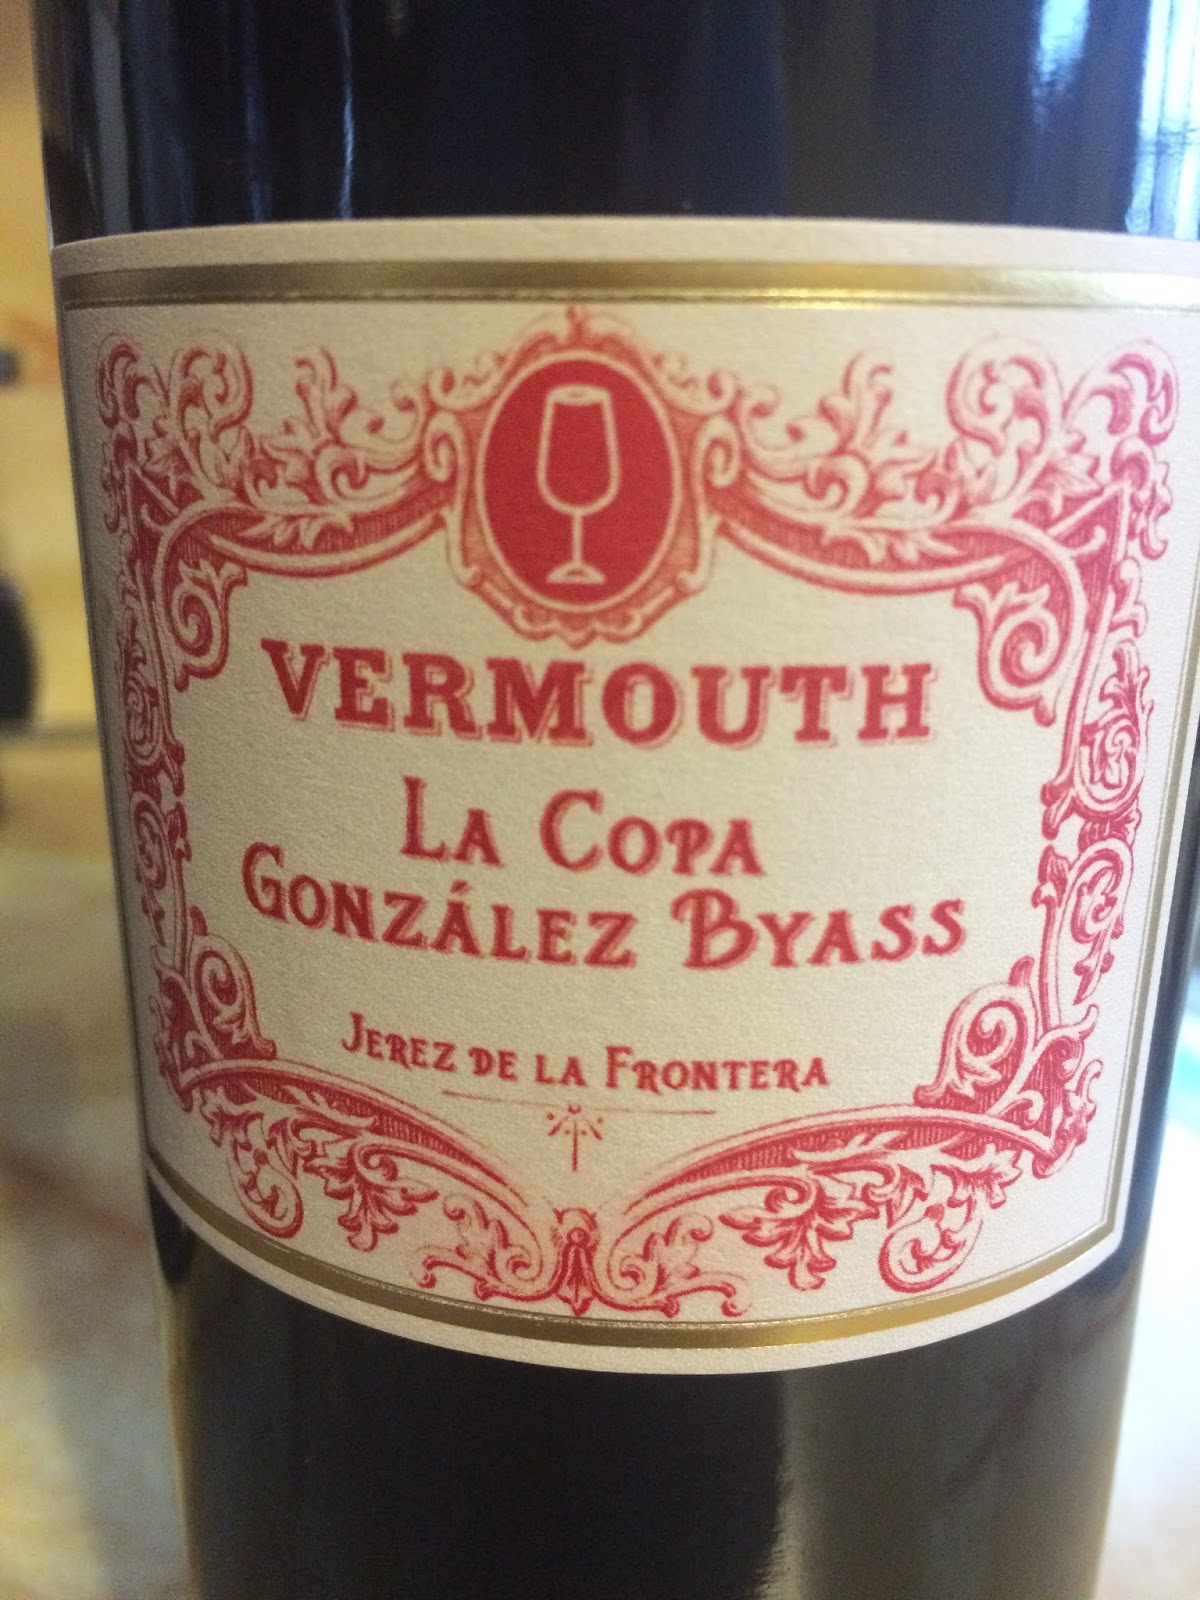 VERMOUTH
LA COPA
GONZÁLEZ BYASS
JEREZ DE LA FRONTERA